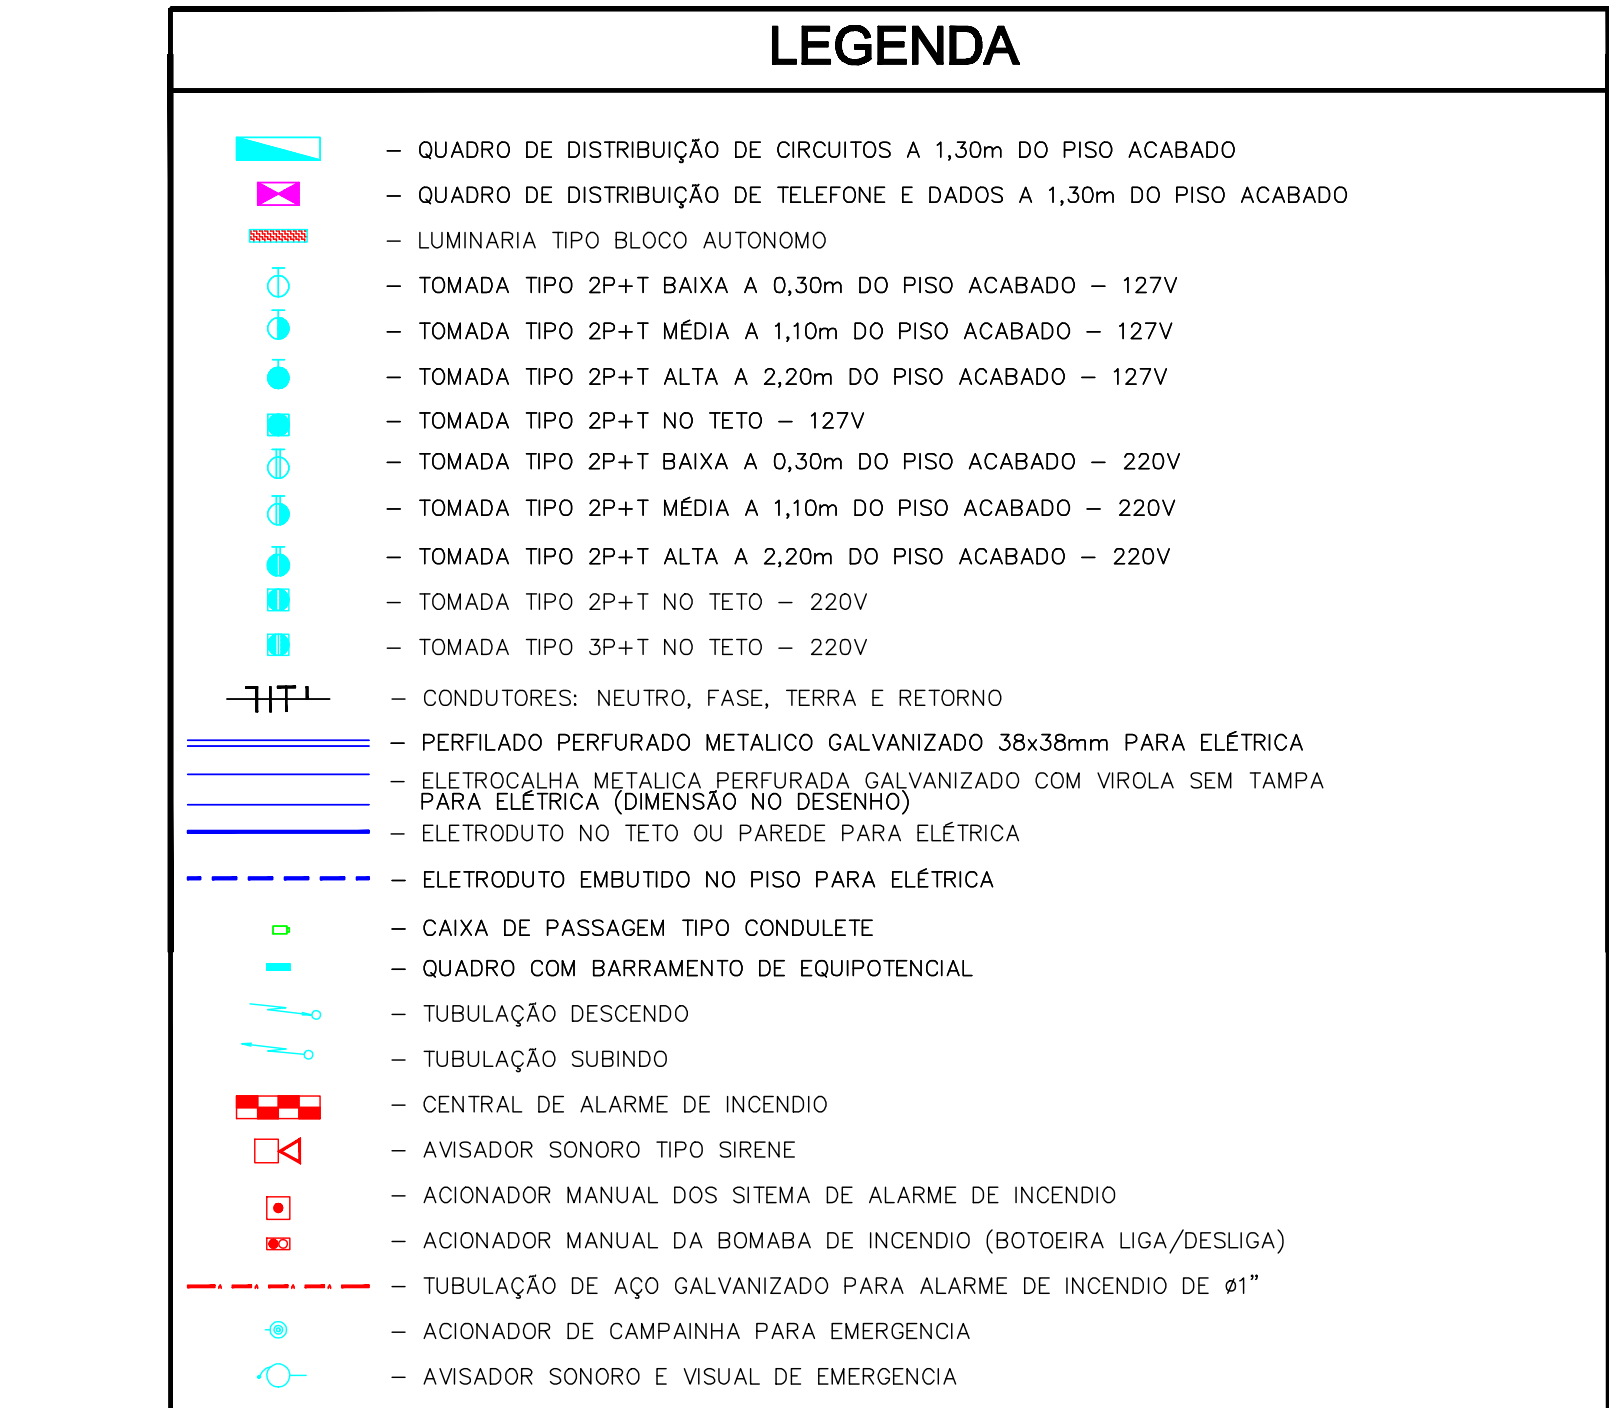 LEGENDA
– QUADRO DE DISTRIBUIÇÃO DE CIRCUITOS A 1,30m DO PISO ACABADO
– QUADRO DE DISTRIBUIÇÃO DE TELEFONE E DADOS A 1,30m DO PISO ACABADO
– LUMINARIA TIPO BLOCO AUTONOMO
– TOMADA TIPO 2P+T BAIXA A 0,30m DO PISO ACABADO – 127V
– TOMADA TIPO 2P+T MÉDIA A 1,10m DO PISO ACABADO – 127V
– TOMADA TIPO 2P+T ALTA A 2,20m DO PISO ACABADO – 127V
– TOMADA TIPO 2P+T NO TETO – 127V
– TOMADA TIPO 2P+T BAIXA A 0,30m DO PISO ACABADO – 220V
– TOMADA TIPO 2P+T MÉDIA A 1,10m DO PISO ACABADO – 220V
– TOMADA TIPO 2P+T ALTA A 2,20m DO PISO ACABADO – 220V
– TOMADA TIPO 2P+T NO TETO – 220V
– TOMADA TIPO 3P+T NO TETO – 220V
– CONDUTORES: NEUTRO, FASE, TERRA E RETORNO
– PERFILADO PERFURADO METALICO GALVANIZADO 38x38mm PARA ELÉTRICA
– ELETROCALHA METALICA PERFURADA GALVANIZADO COM VIROLA SEM TAMPA
PARA ELÉTRICA (DIMENSÃO NO DESENHO)
– ELETRODUTO NO TETO OU PAREDE PARA ELÉTRICA
– ELETRODUTO EMBUTIDO NO PISO PARA ELÉTRICA
– CAIXA DE PASSAGEM TIPO CONDULETE
– QUADRO COM BARRAMENTO DE EQUIPOTENCIAL
– TUBULAÇÃO DESCENDO
– TUBULAÇÃO SUBINDO
– CENTRAL DE ALARME DE INCENDIO
– AVISADOR SONORO TIPO SIRENE
– ACIONADOR MANUAL DOS SITEMA DE ALARME DE INCENDIO
– ACIONADOR MANUAL DA BOMABA DE INCENDIO (BOTOEIRA LIGA/DESLIGA)
– TUBULAÇÃO DE AÇO GALVANIZADO PARA ALARME DE INCENDIO DE ø1”
– ACIONADOR DE CAMPAINHA PARA EMERGENCIA
– AVISADOR SONORO E VISUAL DE EMERGENCIA